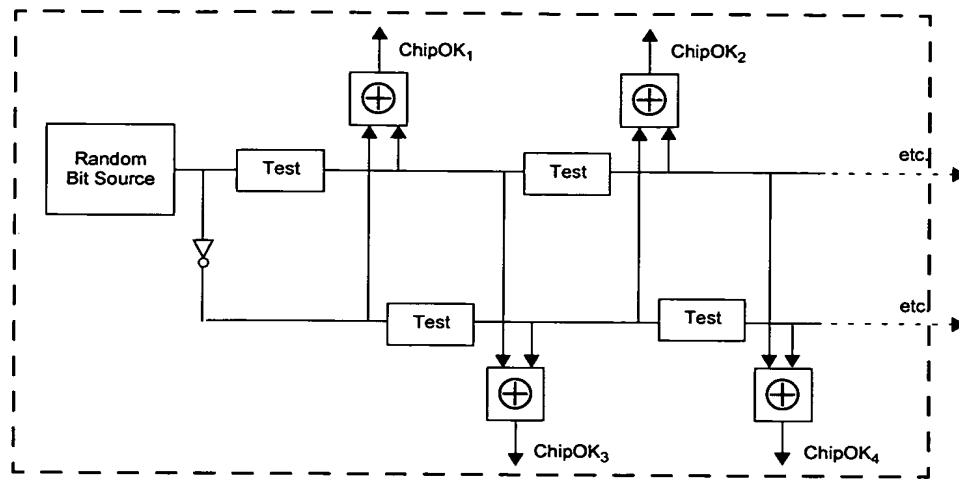 ChipOK1
ChipOK2
Random
Bit Source
Test
Test
etc.
Test
Test
etc
ChipOK3
ChipOK4